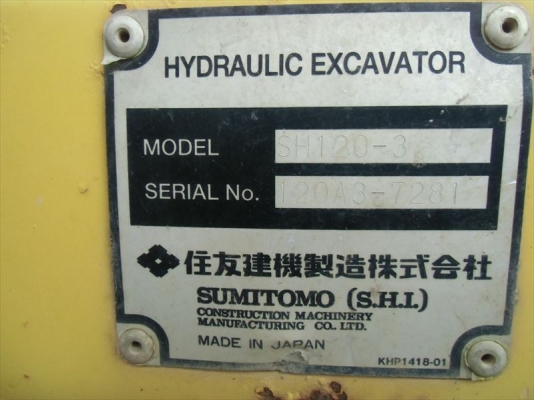 HYDRAULIC EXCAVATOR
MODEL SH120-3
SERIAL No. 120A3-7281
住友建機製造株式会社
SUMITOMO (S.H.I.)
CONSTRUCTION MACHINERY
MANUFACTURING CO. LTD.
MADE IN JAPAN
KHP1418-01